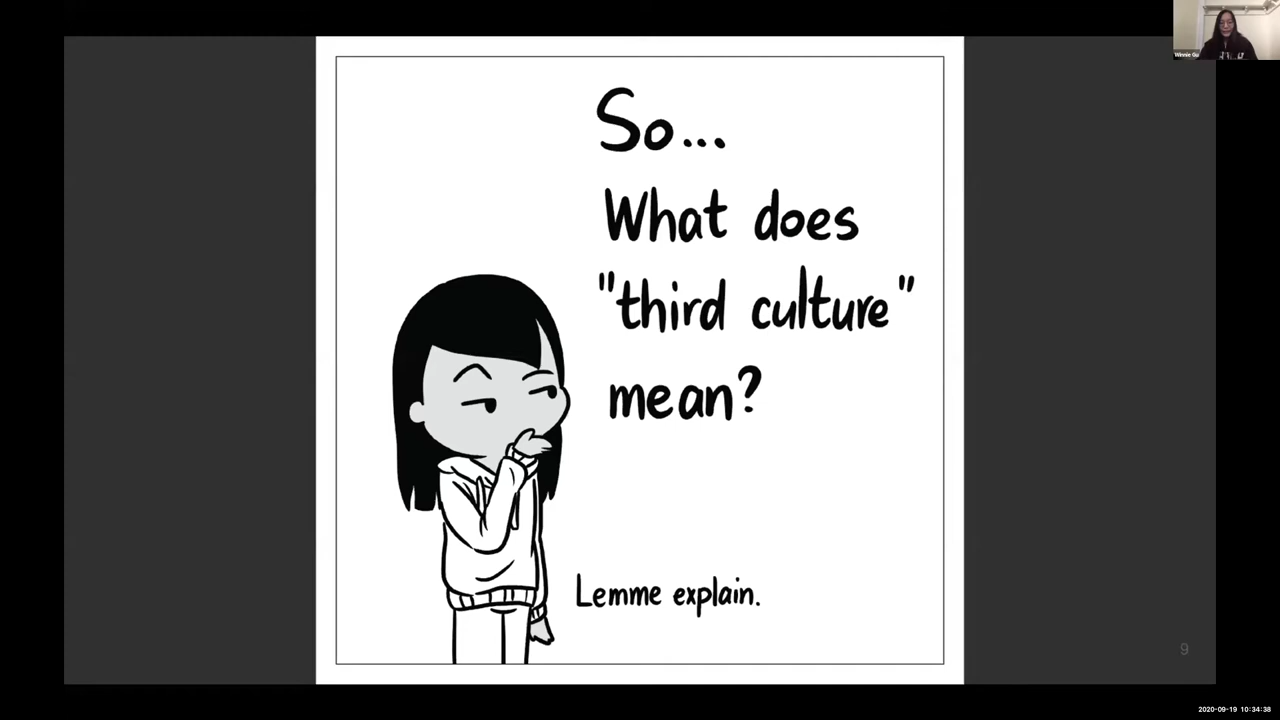 So...
What does
"third culture"
mean?
Lemme explain.
9
2020-09-19 10:34:38